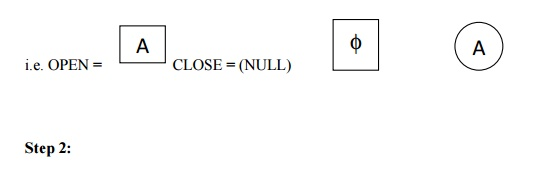 i.e. OPEN = A CLOSE = (NULL) ϕ A
Step 2: